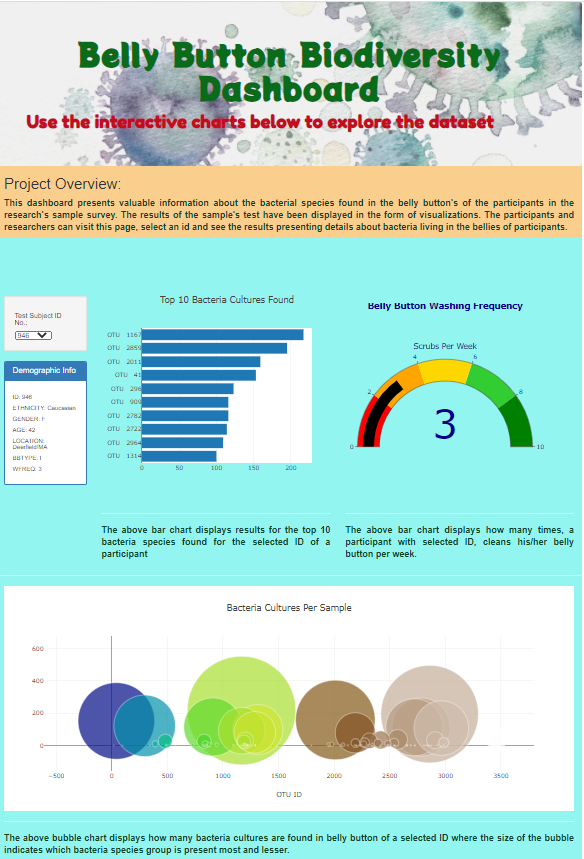 Belly Button Biodiversity
Dashboard
Use the interactive charts below to explore the dataset
Project Overview:
This dashboard presents valuable information about the bacterial species found in the belly button's of the participants in the
research's sample survey. The results of the sample's test have been displayed in the form of visualizations. The participants and
researchers can visit this page, select an id and see the results presenting details about bacteria living in the bellies of participants.
Test Subject ID
No.:
946
Demographic Info
ID: 946
ETHNICITY: Caucasian
GENDER: F
AGE: 42
LOCATION:
Deerfield/MA
BBTYPE: I
WFREQ: 3
Top 10 Bacteria Cultures Found
OTU 1167
OTU 2859
OTU 2011
OTU 41
OTU 296
OTU 909
OTU 2782
OTU 2722
OTU 2964
OTU 1314
0 50 100 150 200
Belly Button Washing Frequency
Scrubs Per Week
0 2 4 6 8 10
3
The above bar chart displays results for the top 10
bacteria species found for the selected ID of a
participant
The above bar chart displays how many times, a
participant with selected ID, cleans his/her belly
button per week.
Bacteria Cultures Per Sample
600
400
200
0
−500 0 500 1000 1500 2000 2500 3000 3500
OTU ID
The above bubble chart displays how many bacteria cultures are found in belly button of a selected ID where the size of the bubble
indicates which bacteria species group is present most and lesser.